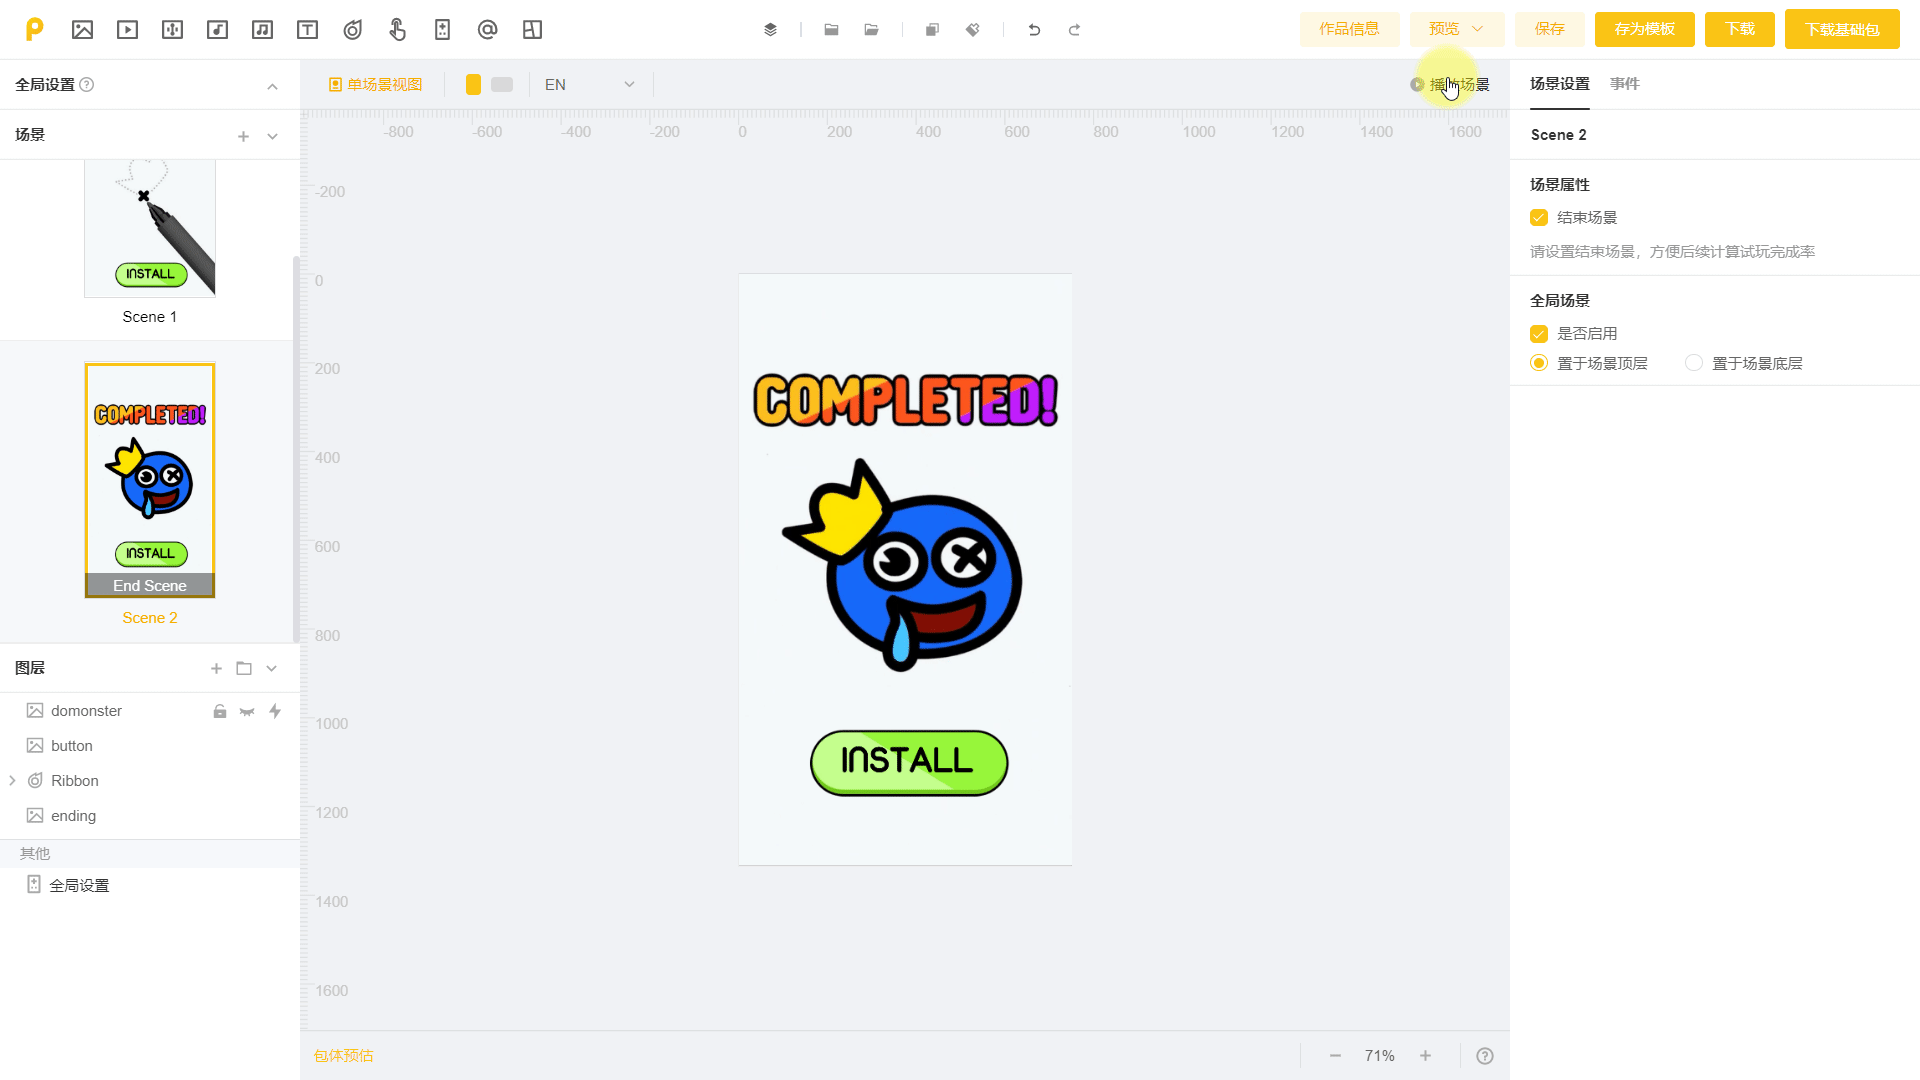 作品信息
预览
保存
存为模板
下载
下载基础包
全局设置
单场景视图
EN
场景设置
事件
场景
-800
-600
-400
-200
0
200
400
600
800
1000
1200
1400
1600
Scene 2
-200
0
200
400
600
800
1000
1200
1400
1600
INSTALL
Scene 1
COMPLETED!
INSTALL
End Scene
Scene 2
COMPLETED!
INSTALL
场景属性
结束场景
请设置结束场景，方便后续计算试玩完成率
全局场景
是否启用
置于场景顶层
置于场景底层
图层
domonster
button
Ribbon
ending
其他
全局设置
包体预估
71%